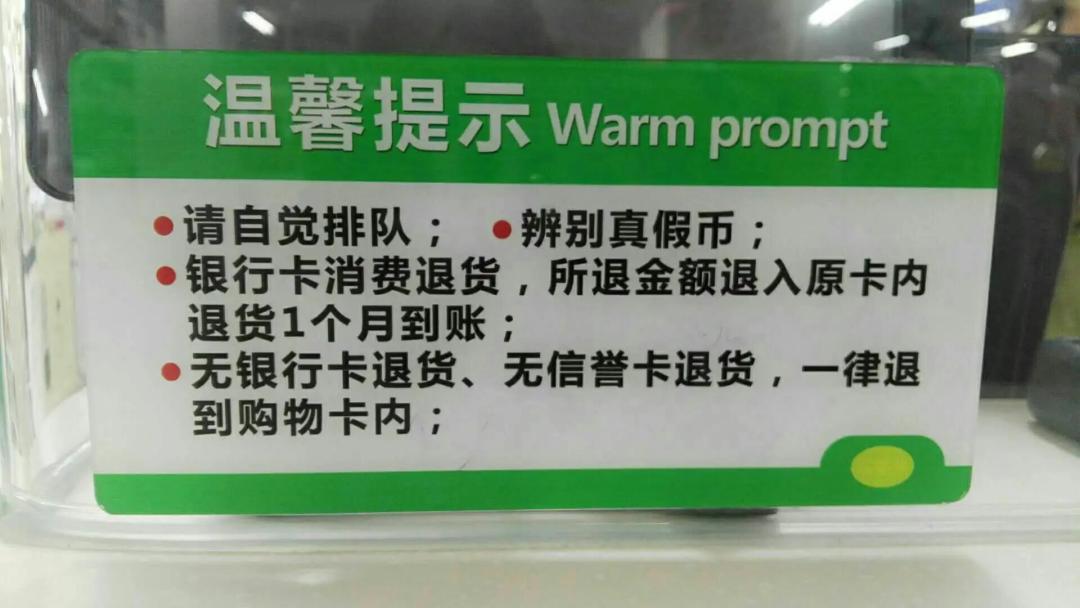 温馨提示 Warm prompt
•请自觉排队； •辨别真假币；
•银行卡消费退货，所退金额退入原卡内
退货1个月到账；
•无银行卡退货、无信誉卡退货，一律退
到购物卡内；